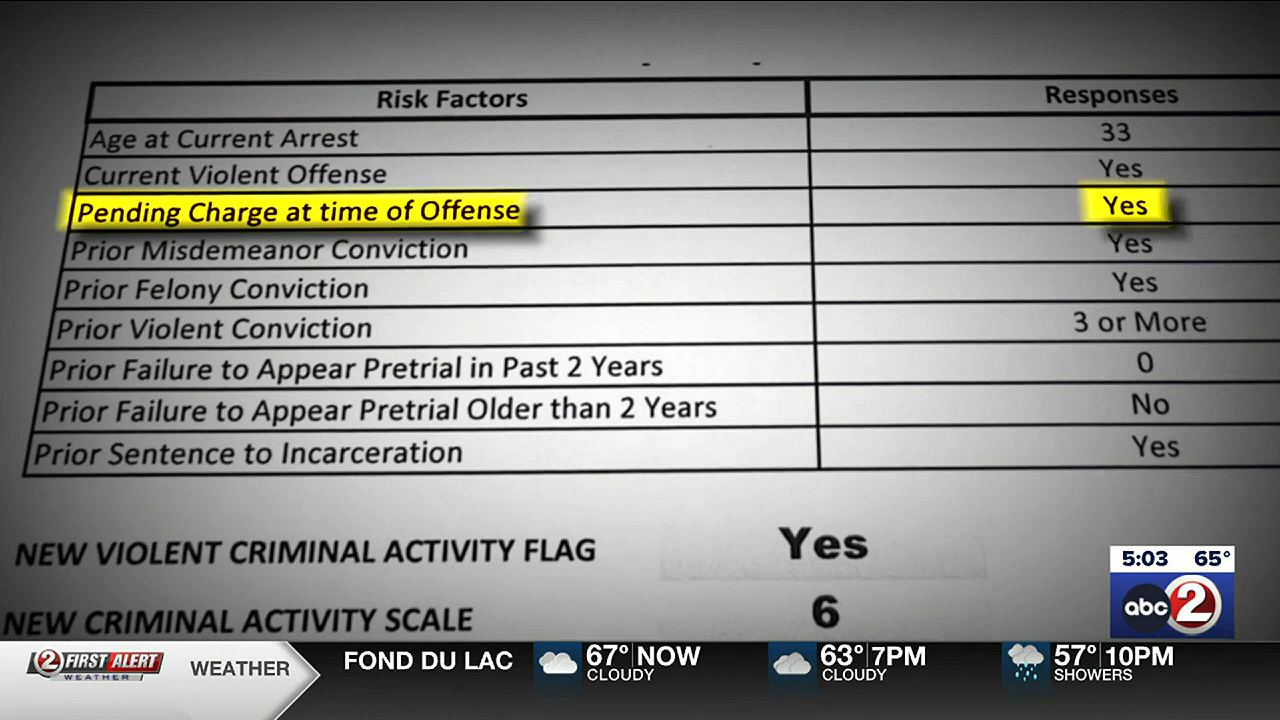 Risk Factors Responses
Age at Current Arrest 33
Current Violent Offense Yes
Pending Charge at time of Offense Yes
Prior Misdemeanor Conviction Yes
Prior Felony Conviction Yes
Prior Violent Conviction 3 or More
Prior Failure to Appear Pretrial in Past 2 Years 0
Prior Failure to Appear Pretrial Older than 2 Years No
Prior Sentence to Incarceration Yes
NEW VIOLENT CRIMINAL ACTIVITY FLAG Yes
NEW CRIMINAL ACTIVITY SCALE 6
5:03 65°
abc 2
2 FIRST ALERT
WEATHER
WEATHER
FOND DU LAC
67° NOW
CLOUDY
63° 7PM
CLOUDY
57° 10PM
SHOWERS